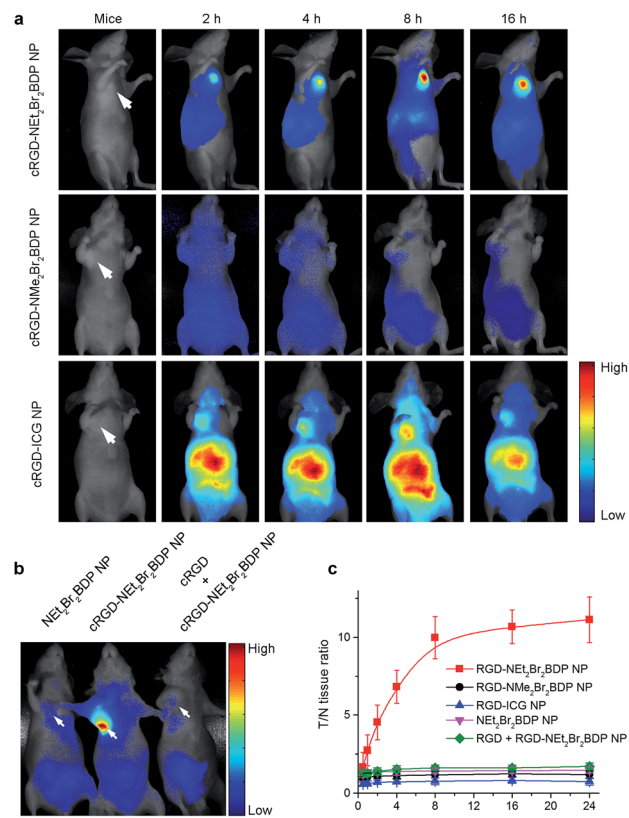 a
Mice 2 h 4 h 8 h 16 h
cRGD-NEt₂Br₂BDP NP
cRGD-NMe₂Br₂BDP NP
cRGD-ICG NP
High
Low
b
NEt₂Br₂BDP NP
cRGD-NEt₂Br₂BDP NP
cRGD
+
cRGD-NEt₂Br₂BDP NP
High
Low
c
T/N tissue ratio
10
5
0
0 4 8 12 16 20 24
RGD-NEt₂Br₂BDP NP
RGD-NMe₂Br₂BDP NP
RGD-ICG NP
NEt₂Br₂BDP NP
RGD + RGD-NEt₂Br₂BDP NP